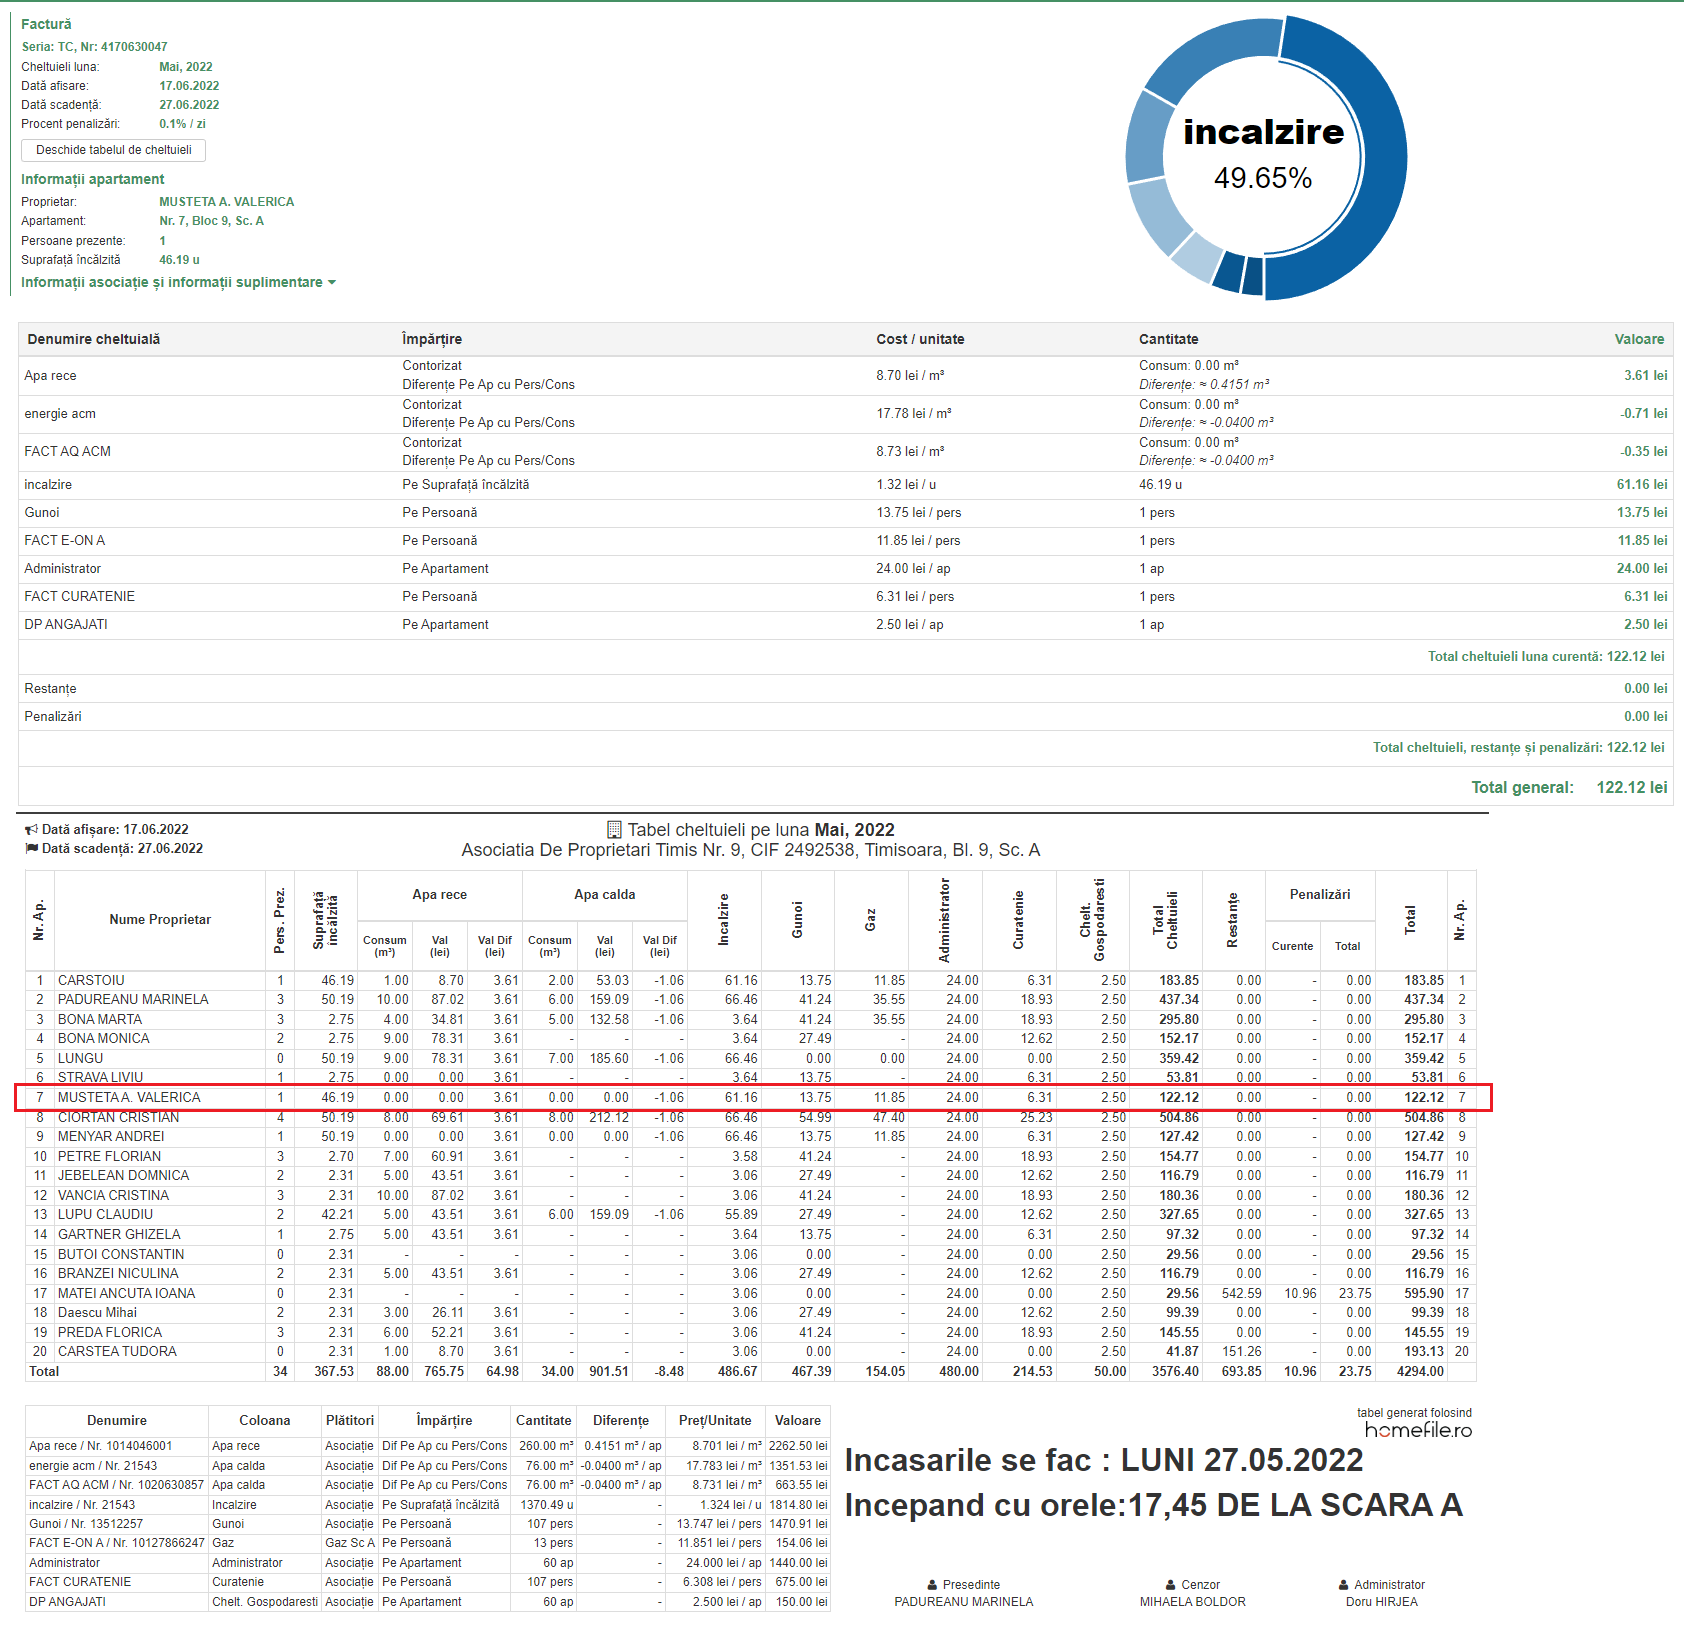 Factură
Seria: TC, Nr: 4170630047
Cheltuieli luna: Mai, 2022
Dată afisare: 17.06.2022
Dată scadență: 27.06.2022
Procent penalizări: 0.1% / zi
Deschide tabelul de cheltuieli
Informații apartament
Proprietar: MUSTETA A. VALERICA
Apartament: Nr. 7, Bloc 9, Sc. A
Persoane prezente: 1
Suprafață încălzită 46.19 u
Informații asociație și informații suplimentare
incalzire
49.65%
Denumire cheltuială Împărțire Cost / unitate Cantitate Valoare
Apa rece Contorizat Diferențe Pe Ap cu Pers/Cons 8.70 lei / m³ Consum: 0.00 m³ Diferențe: ≈ 0.4151 m³ 3.61 lei
energie acm Contorizat Diferențe Pe Ap cu Pers/Cons 17.78 lei / m³ Consum: 0.00 m³ Diferențe: ≈ -0.0400 m³ -0.71 lei
FACT AQ ACM Contorizat Diferențe Pe Ap cu Pers/Cons 8.73 lei / m³ Consum: 0.00 m³ Diferențe: ≈ -0.0400 m³ -0.35 lei
incalzire Pe Suprafață încălzită 1.32 lei / u 46.19 u 61.16 lei
Gunoi Pe Persoană 13.75 lei / pers 1 pers 13.75 lei
FACT E-ON A Pe Persoană 11.85 lei / pers 1 pers 11.85 lei
Administrator Pe Apartament 24.00 lei / ap 1 ap 24.00 lei
FACT CURATENIE Pe Persoană 6.31 lei / pers 1 pers 6.31 lei
DP ANGAJATI Pe Apartament 2.50 lei / ap 1 ap 2.50 lei
Total cheltuieli luna curentă: 122.12 lei
Restanțe 0.00 lei
Penalizări 0.00 lei
Total cheltuieli, restanțe și penalizări: 122.12 lei
Total general: 122.12 lei
Dată afișare: 17.06.2022
Dată scadență: 27.06.2022
Tabel cheltuieli pe luna Mai, 2022
Asociatia De Proprietari Timis Nr. 9, CIF 2492538, Timisoara, Bl. 9, Sc. A
Nr. Ap. Nume Proprietar Pers. Prez. Suprafață încălzită Apa rece Apa calda Incalzire Gunoi Gaz Administrator Curatenie Chelt. Gospodaresti Total Cheltuieli Restanțe Penalizări Total Nr. Ap.
Consum (m³) Val (lei) Val Dif (lei) Consum (m³) Val (lei) Val Dif (lei) Curente Total
1 CARSTOIU 1 46.19 1.00 8.70 3.61 2.00 53.03 -1.06 61.16 13.75 11.85 24.00 6.31 2.50 183.85 0.00 - 0.00 183.85 1
2 PADUREANU MARINELA 3 50.19 10.00 87.02 3.61 6.00 159.09 -1.06 66.46 41.24 35.55 24.00 18.93 2.50 437.34 0.00 - 0.00 437.34 2
3 BONA MARTA 3 2.75 4.00 34.81 3.61 5.00 132.58 -1.06 3.64 41.24 35.55 24.00 18.93 2.50 295.80 0.00 - 0.00 295.80 3
4 BONA MONICA 2 2.75 9.00 78.31 3.61 - - - 3.64 27.49 - 24.00 12.62 2.50 152.17 0.00 - 0.00 152.17 4
5 LUNGU 0 50.19 9.00 78.31 3.61 7.00 185.60 -1.06 66.46 0.00 0.00 24.00 0.00 2.50 359.42 0.00 - 0.00 359.42 5
6 STRAVA LIVIU 1 2.75 0.00 0.00 3.61 - - - 3.64 13.75 - 24.00 6.31 2.50 53.81 0.00 - 0.00 53.81 6
7 MUSTETA A. VALERICA 1 46.19 0.00 0.00 3.61 0.00 0.00 -1.06 61.16 13.75 11.85 24.00 6.31 2.50 122.12 0.00 - 0.00 122.12 7
8 CIORTAN CRISTIAN 4 50.19 8.00 69.61 3.61 8.00 212.12 -1.06 66.46 54.99 47.40 24.00 25.23 2.50 504.86 0.00 - 0.00 504.86 8
9 MENYAR ANDREI 1 50.19 0.00 0.00 3.61 0.00 0.00 -1.06 66.46 13.75 11.85 24.00 6.31 2.50 127.42 0.00 - 0.00 127.42 9
10 PETRE FLORIAN 3 2.70 7.00 60.91 3.61 - - - 3.58 41.24 - 24.00 18.93 2.50 154.77 0.00 - 0.00 154.77 10
11 JEBELEAN DOMNICA 2 2.31 5.00 43.51 3.61 - - - 3.06 27.49 - 24.00 12.62 2.50 116.79 0.00 - 0.00 116.79 11
12 VANCIA CRISTINA 3 2.31 10.00 87.02 3.61 - - - 3.06 41.24 - 24.00 18.93 2.50 180.36 0.00 - 0.00 180.36 12
13 LUPU CLAUDIU 2 42.21 5.00 43.51 3.61 6.00 159.09 -1.06 55.89 27.49 - 24.00 12.62 2.50 327.65 0.00 - 0.00 327.65 13
14 GARTNER GHIZELA 1 2.75 5.00 43.51 3.61 - - - 3.64 13.75 - 24.00 6.31 2.50 97.32 0.00 - 0.00 97.32 14
15 BUTOI CONSTANTIN 0 2.31 - - - - - - 3.06 0.00 - 24.00 0.00 2.50 29.56 0.00 - 0.00 29.56 15
16 BRANZEI NICULINA 2 2.31 5.00 43.51 3.61 - - - 3.06 27.49 - 24.00 12.62 2.50 116.79 0.00 - 0.00 116.79 16
17 MATEI ANCUTA IOANA 0 2.31 - - - - - - 3.06 0.00 - 24.00 0.00 2.50 29.56 542.59 10.96 23.75 595.90 17
18 Daescu Mihai 2 2.31 3.00 26.11 3.61 - - - 3.06 27.49 - 24.00 12.62 2.50 99.39 0.00 - 0.00 99.39 18
19 PREDA FLORICA 3 2.31 6.00 52.21 3.61 - - - 3.06 41.24 - 24.00 18.93 2.50 145.55 0.00 - 0.00 145.55 19
20 CARSTEA TUDORA 0 2.31 1.00 8.70 3.61 - - - 3.06 0.00 - 24.00 0.00 2.50 41.87 151.26 - 0.00 193.13 20
Total 34 367.53 88.00 765.75 64.98 34.00 901.51 -8.48 486.67 467.39 154.05 480.00 214.53 50.00 3576.40 693.85 10.96 23.75 4294.00
Denumire Coloana Plătitori Împărțire Cantitate Diferențe Preț/Unitate Valoare
Apa rece / Nr. 1014046001 Apa rece Asociație Dif Pe Ap cu Pers/Cons 260.00 m³ 0.4151 m³ / ap 8.701 lei / m³ 2262.50 lei
energie acm / Nr. 21543 Apa calda Asociație Dif Pe Ap cu Pers/Cons 76.00 m³ -0.0400 m³ / ap 17.783 lei / m³ 1351.53 lei
FACT AQ ACM / Nr. 1020630857 Apa calda Asociație Dif Pe Ap cu Pers/Cons 76.00 m³ -0.0400 m³ / ap 8.731 lei / m³ 663.55 lei
incalzire / Nr. 21543 Incalzire Asociație Pe Suprafață încălzită 1370.49 u - 1.324 lei / u 1814.80 lei
Gunoi / Nr. 13512257 Gunoi Asociație Pe Persoană 107 pers - 13.747 lei / pers 1470.91 lei
FACT E-ON A / Nr. 10127866247 Gaz Gaz Sc A Pe Persoană 13 pers - 11.851 lei / pers 154.06 lei
Administrator Administrator Asociație Pe Apartament 60 ap - 24.000 lei / ap 1440.00 lei
FACT CURATENIE Curatenie Asociație Pe Persoană 107 pers - 6.308 lei / pers 675.00 lei
DP ANGAJATI Chelt. Gospodaresti Asociație Pe Apartament 60 ap - 2.500 lei / ap 150.00 lei
tabel generat folosind
homefile.ro
Incasarile se fac : LUNI 27.05.2022
Incepand cu orele:17,45 DE LA SCARA A
Presedinte Cenzor Administrator
PADUREANU MARINELA MIHAELA BOLDOR Doru HIRJEA